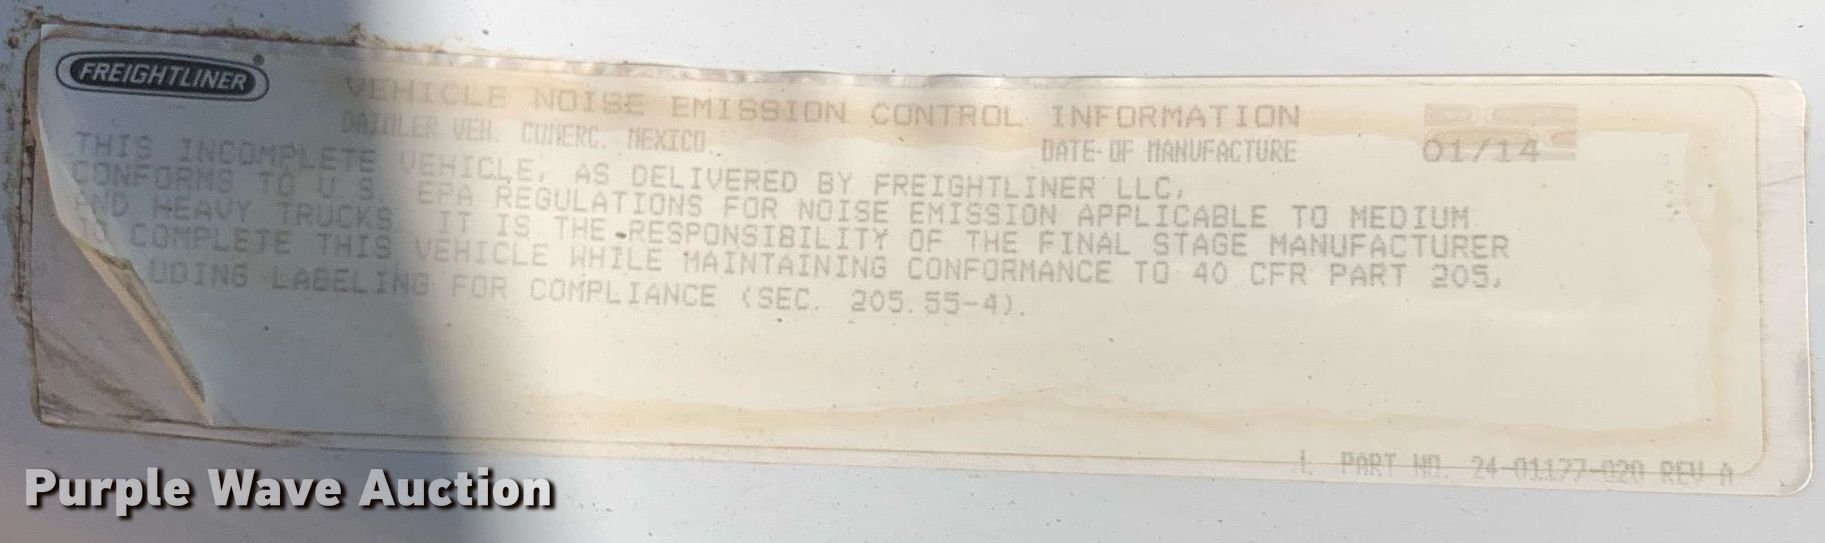 FREIGHTLINER
VEHICLE NOISE EMISSION CONTROL INFORMATION
DAIMLER VEH. COMERC. MEXICO. DATE OF MANUFACTURE 01/14
THIS INCOMPLETE VEHICLE, AS DELIVERED BY FREIGHTLINER LLC,
CONFORMS TO U.S. EPA REGULATIONS FOR NOISE EMISSION APPLICABLE TO MEDIUM
AND HEAVY TRUCKS IT IS THE RESPONSIBILITY OF THE FINAL STAGE MANUFACTURER
TO COMPLETE THIS VEHICLE WHILE MAINTAINING CONFORMANCE TO 40 CFR PART 205,
LUDING LABELING FOR COMPLIANCE (SEC. 205.55-4).
PART NO. 24-01177-020 REV A
Purple Wave Auction